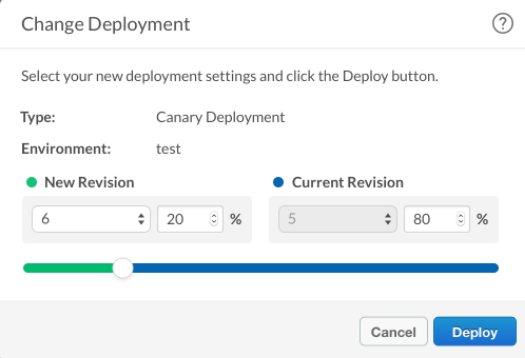 Change Deployment ?
Select your new deployment settings and click the Deploy button.
Type: Canary Deployment
Environment: test
New Revision Current Revision
6 20 % 5 80 %
Cancel Deploy